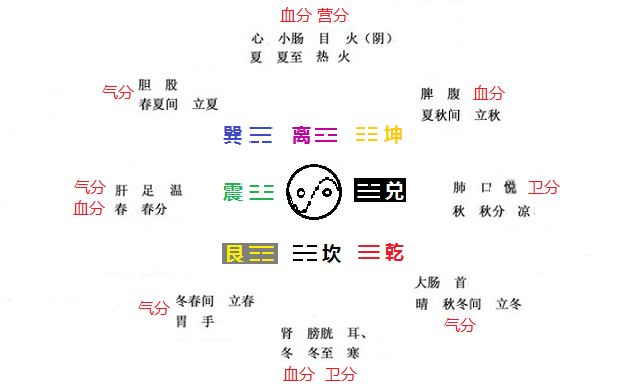 血分 营分
心 小肠 目 火（阴）
夏 夏至 热 火
气分
胆 股
春夏间 立夏
脾 腹 血分
夏秋间 立秋
巽 ☴ 离 ☲ ☷ 坤
气分
血分
肝 足 温
春 春分
震 ☳ ☱ 兑
肺 口 悦 卫分
秋 秋分 凉
艮 ☶ ☵ 坎 ☰ 乾
气分
冬春间 立春
胃 手
大肠 首
晴 秋冬间 立冬
气分
肾 膀胱 耳、
冬 冬至 寒
血分 卫分